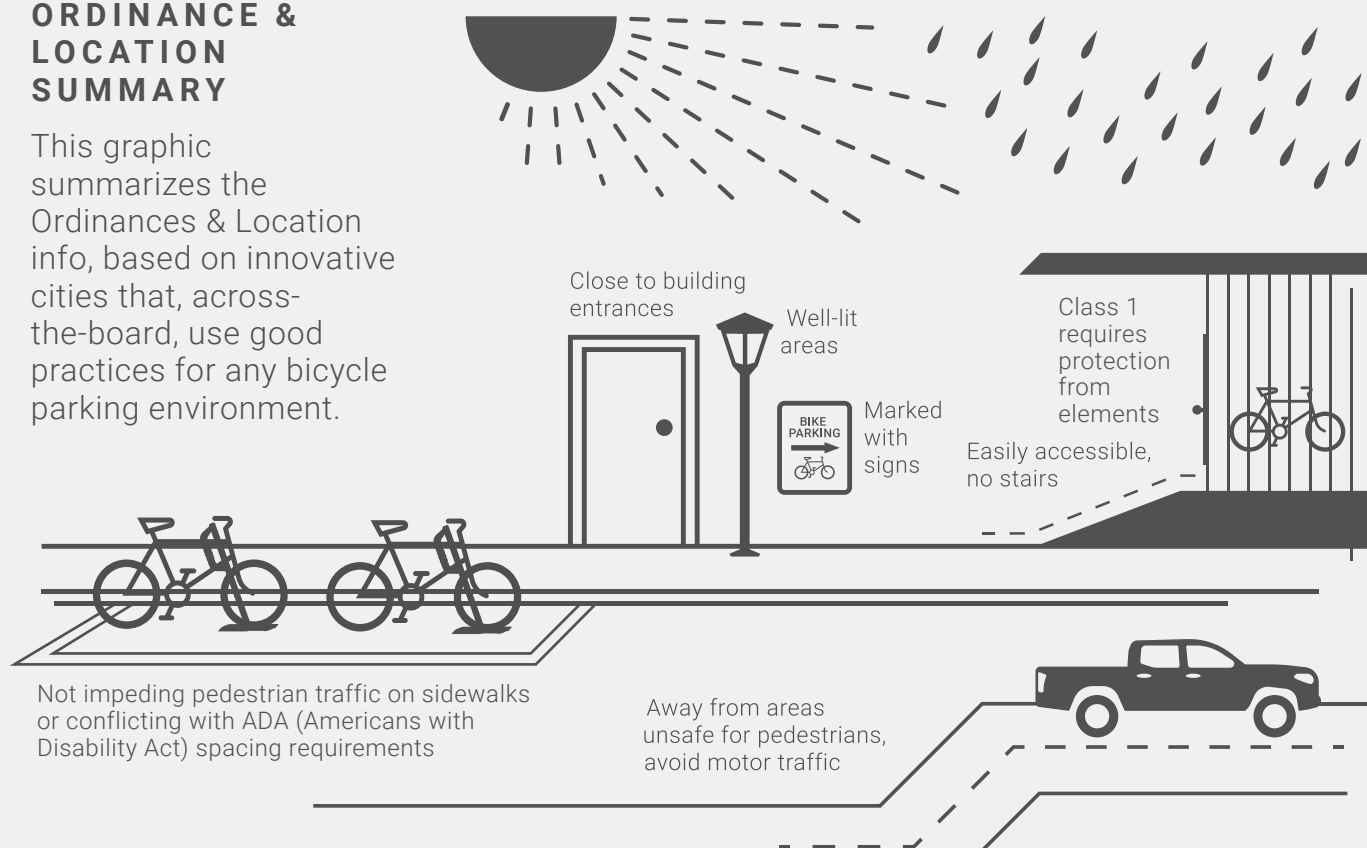 ORDINANCE &
LOCATION
SUMMARY
This graphic
summarizes the
Ordinances & Location
info, based on innovative
cities that, across-
the-board, use good
practices for any bicycle
parking environment.
Close to building
entrances
Well-lit
areas
BIKE
PARKING
Marked
with
signs
Class 1
requires
protection
from
elements
Easily accessible,
no stairs
Not impeding pedestrian traffic on sidewalks
or conflicting with ADA (Americans with
Disability Act) spacing requirements
Away from areas
unsafe for pedestrians,
avoid motor traffic